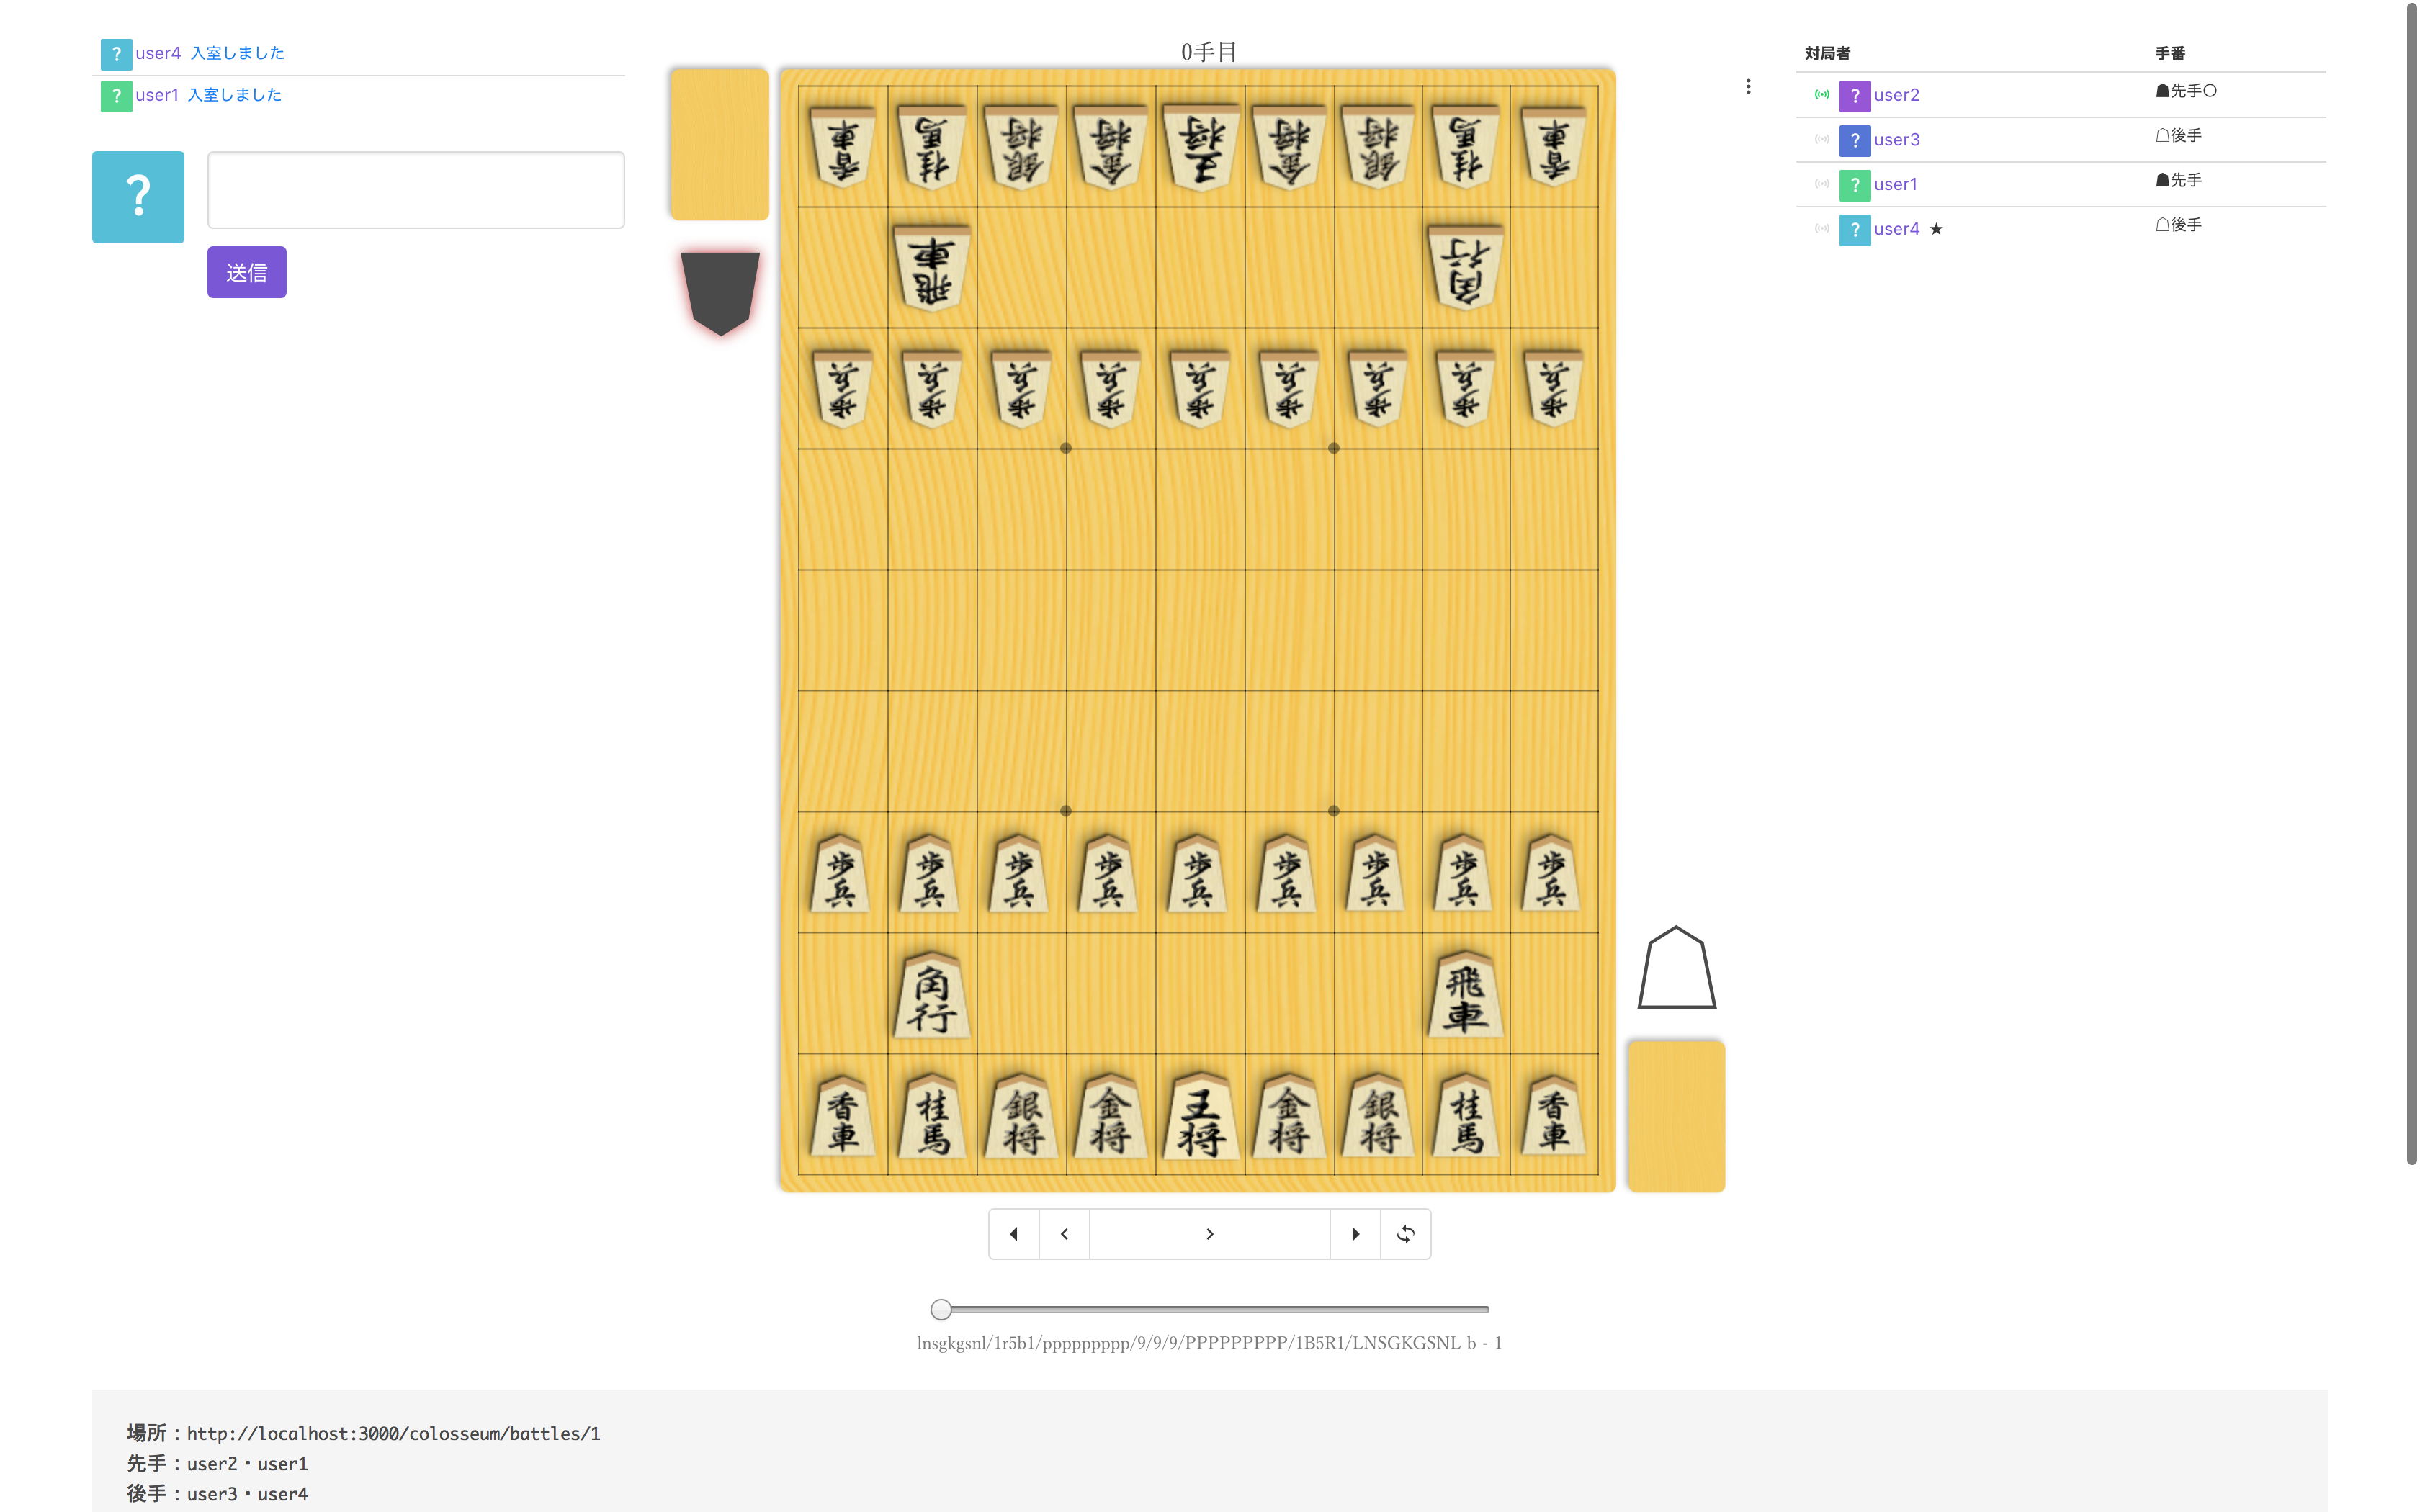 ? user4 入室しました
? user1 入室しました
?
送信
0手目
香車 桂馬 銀将 金将 王将 金将 銀将 桂馬 香車
飛車 角行
歩兵 歩兵 歩兵 歩兵 歩兵 歩兵 歩兵 歩兵 歩兵
歩兵 歩兵 歩兵 歩兵 歩兵 歩兵 歩兵 歩兵 歩兵
角行 飛車
香車 桂馬 銀将 金将 王将 金将 銀将 桂馬 香車
lnsgkgsnl/1r5b1/ppppppppp/9/9/9/PPPPPPPPP/1B5R1/LNSGKGSNL b - 1
対局者 手番
? user2 ☗先手○
? user3 ☖後手
? user1 ☗先手
? user4 ★ ☖後手
場所：http://localhost:3000/colosseum/battles/1
先手：user2・user1
後手：user3・user4